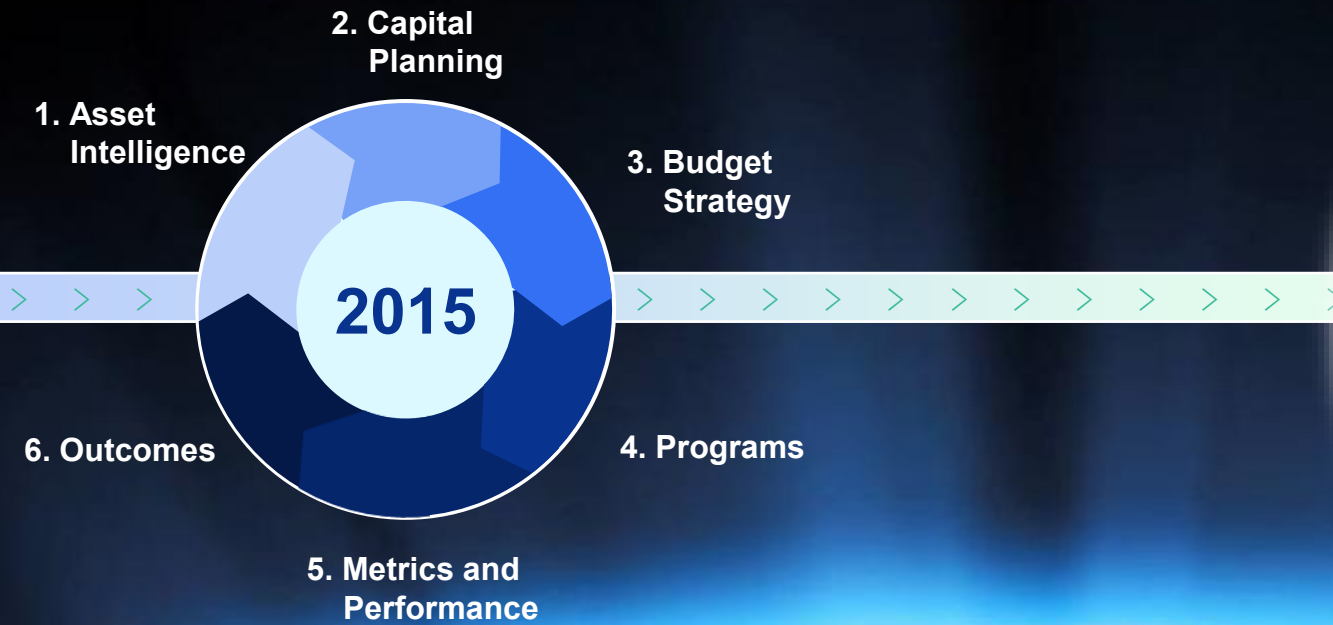 2. Capital
Planning
1. Asset
Intelligence
3. Budget
Strategy
2015
6. Outcomes
4. Programs
5. Metrics and
Performance